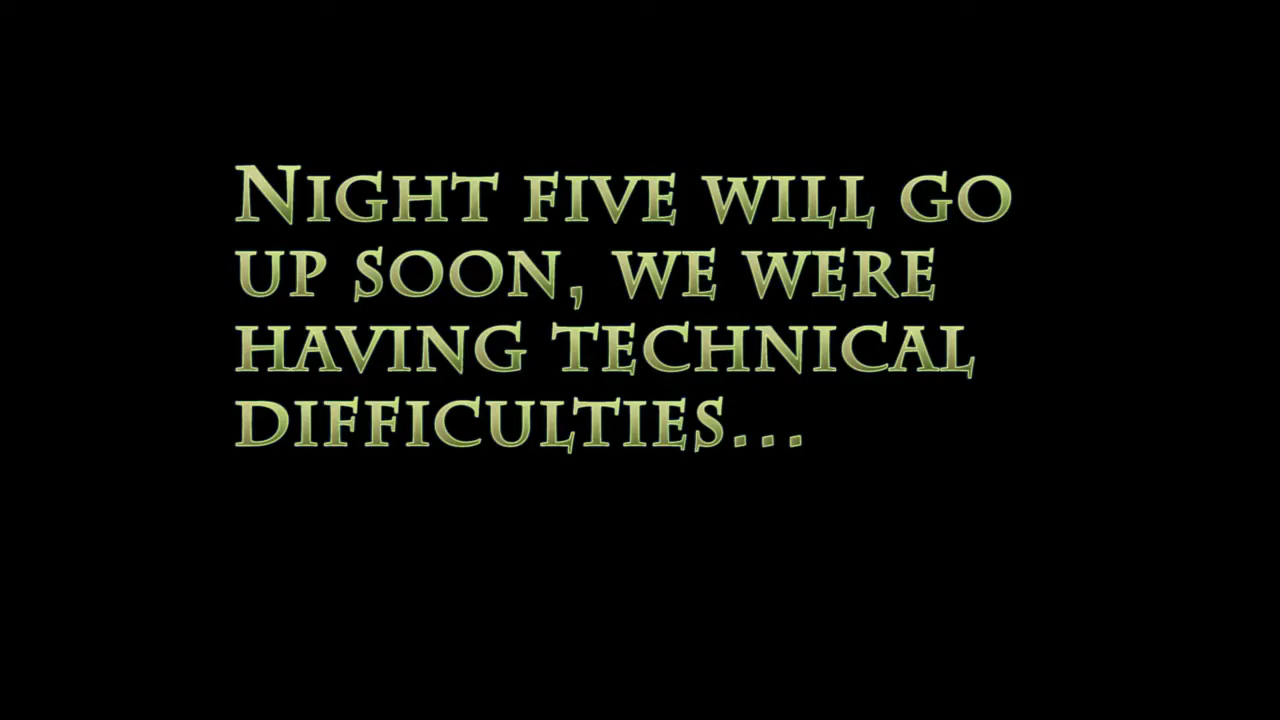 Night five will go
up soon, we were
having technical
difficulties...